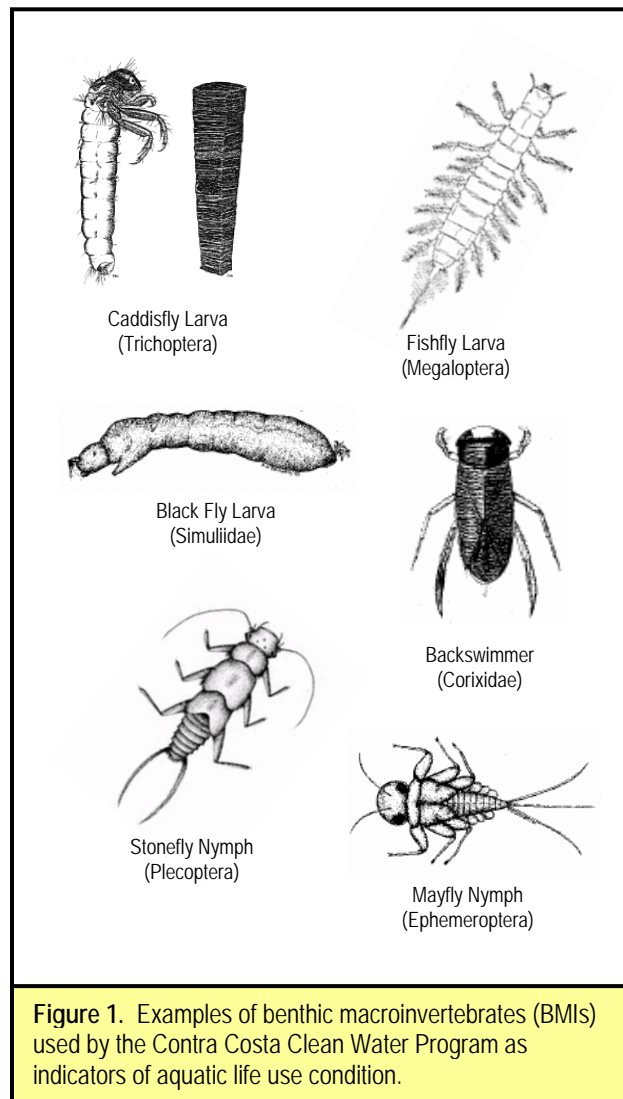 Caddisfly Larva
(Trichoptera)
Fishfly Larva
(Megaloptera)
Black Fly Larva
(Simuliidae)
Backswimmer
(Corixidae)
Stonefly Nymph
(Plecoptera)
Mayfly Nymph
(Ephemeroptera)
Figure 1. Examples of benthic macroinvertebrates (BMIs)
used by the Contra Costa Clean Water Program as
indicators of aquatic life use condition.